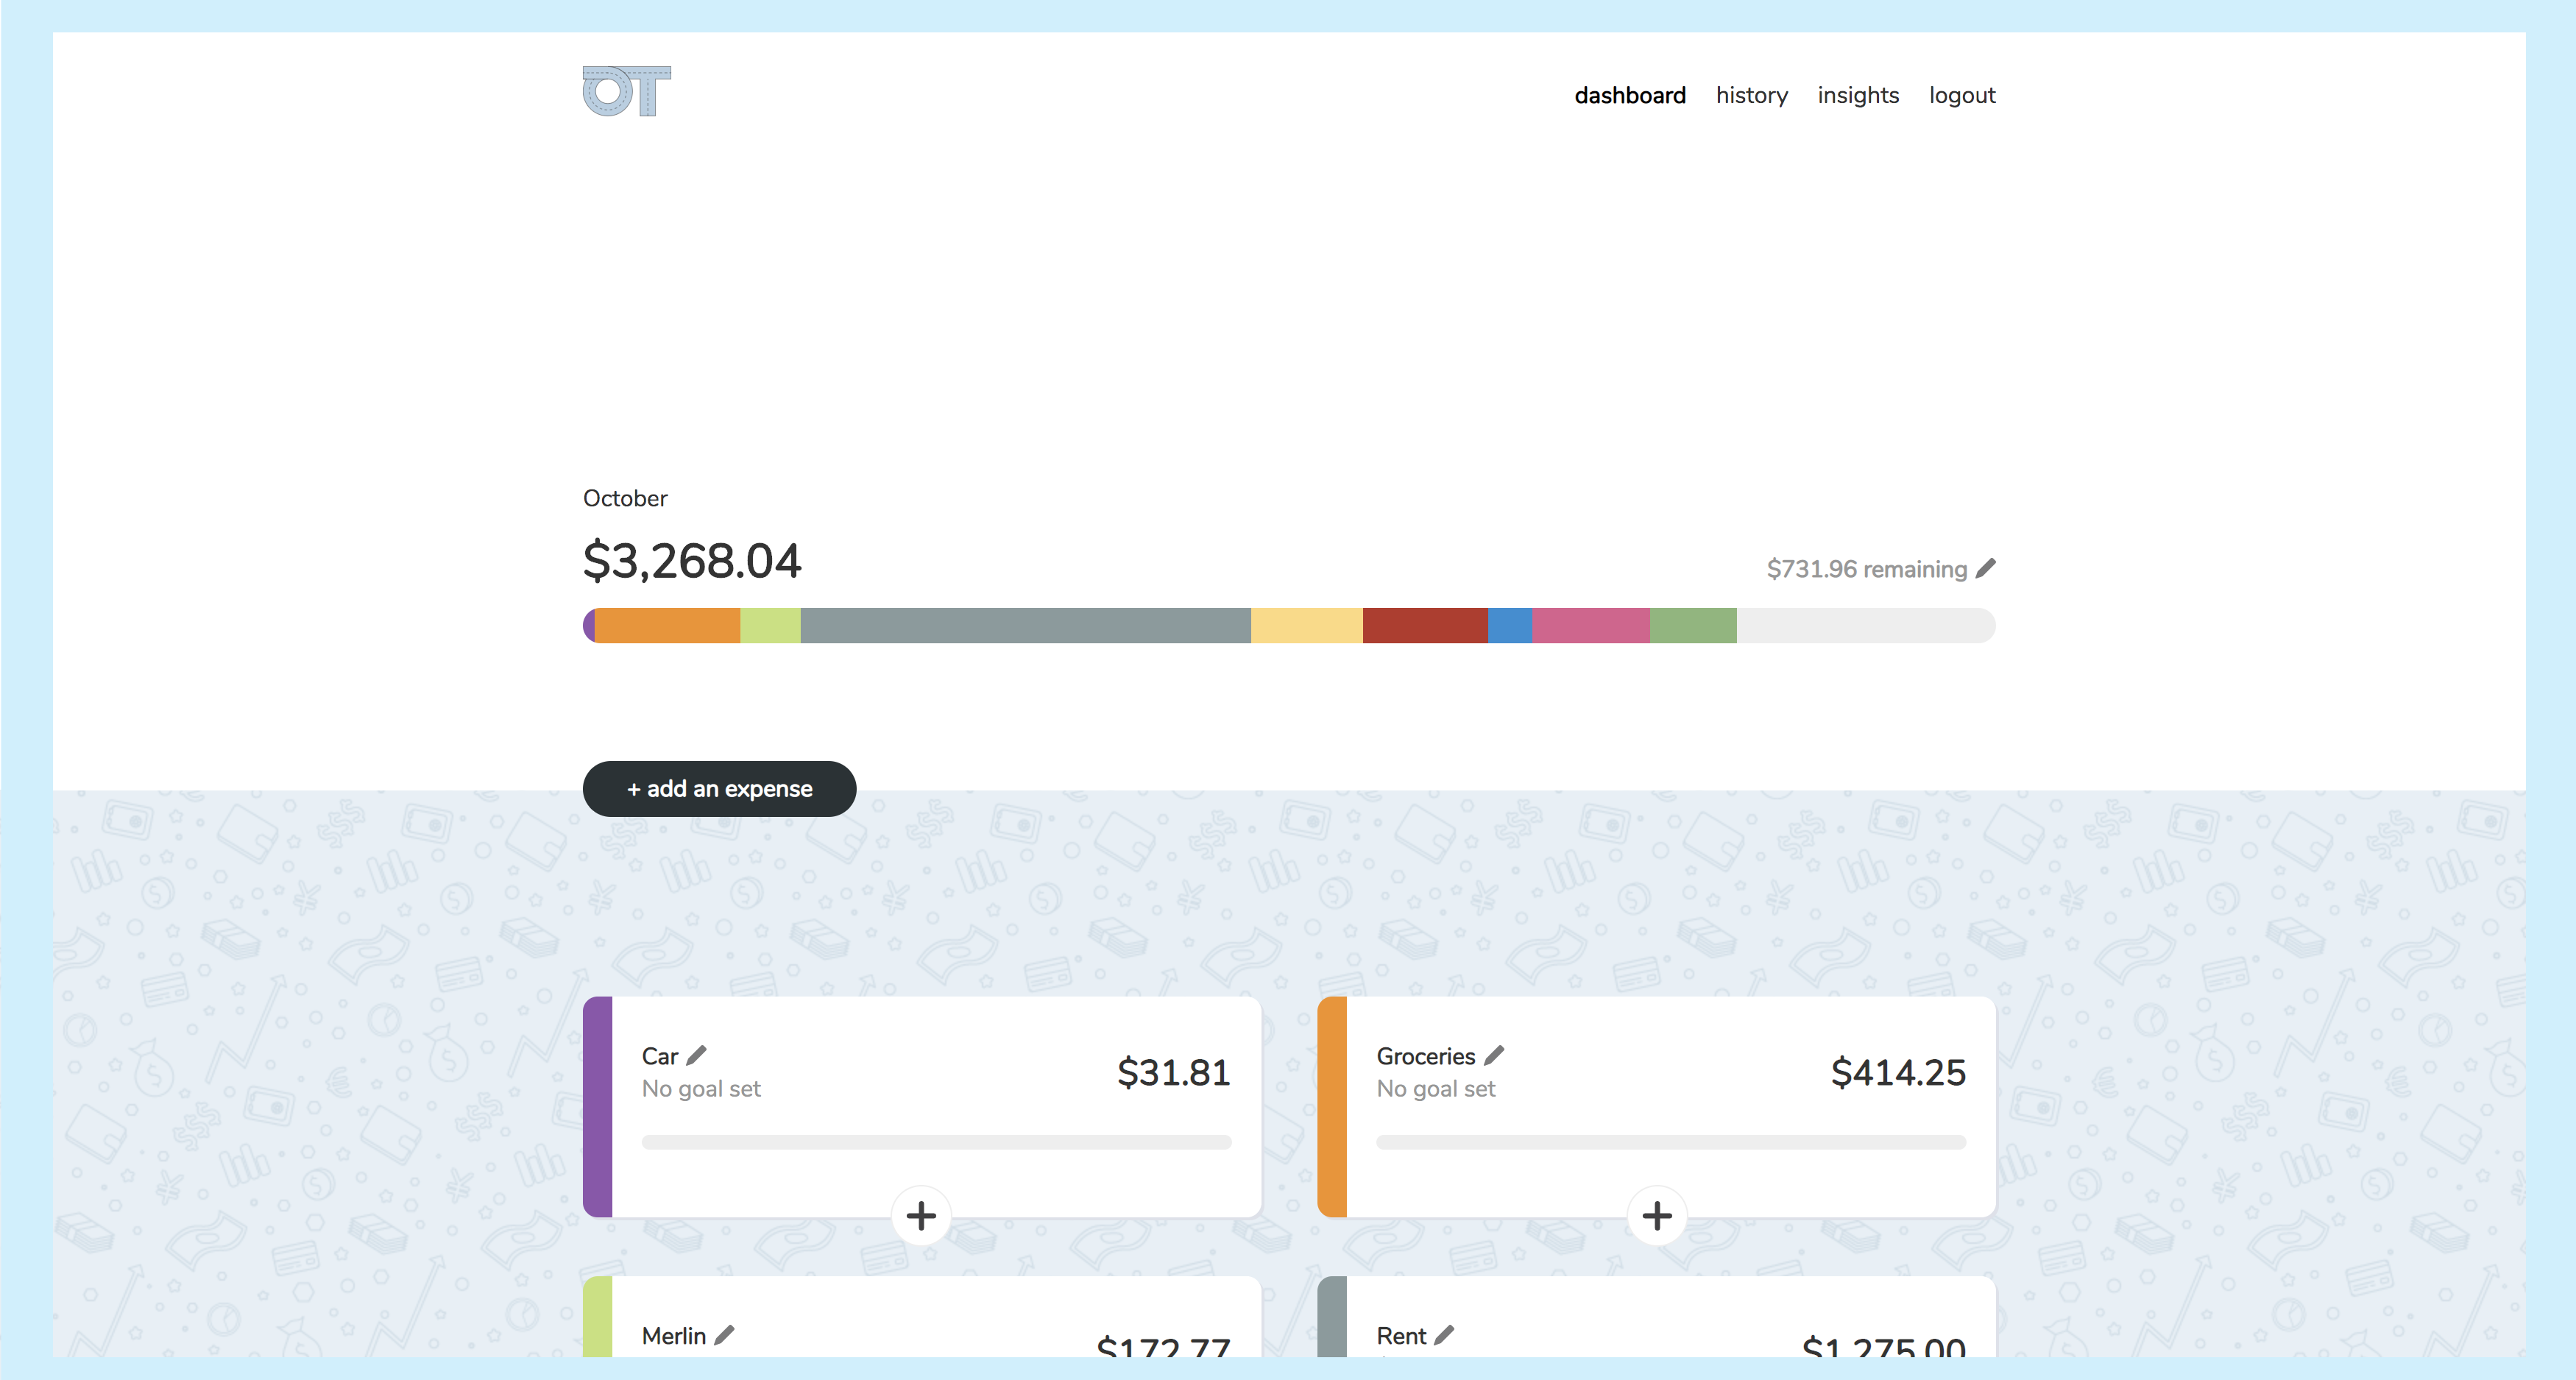 OT
dashboard history insights logout
October
$3,268.04
$731.96 remaining
+ add an expense
Car
No goal set
$31.81
Groceries
No goal set
$414.25
Merlin
$172.77
Rent
$1,275.00